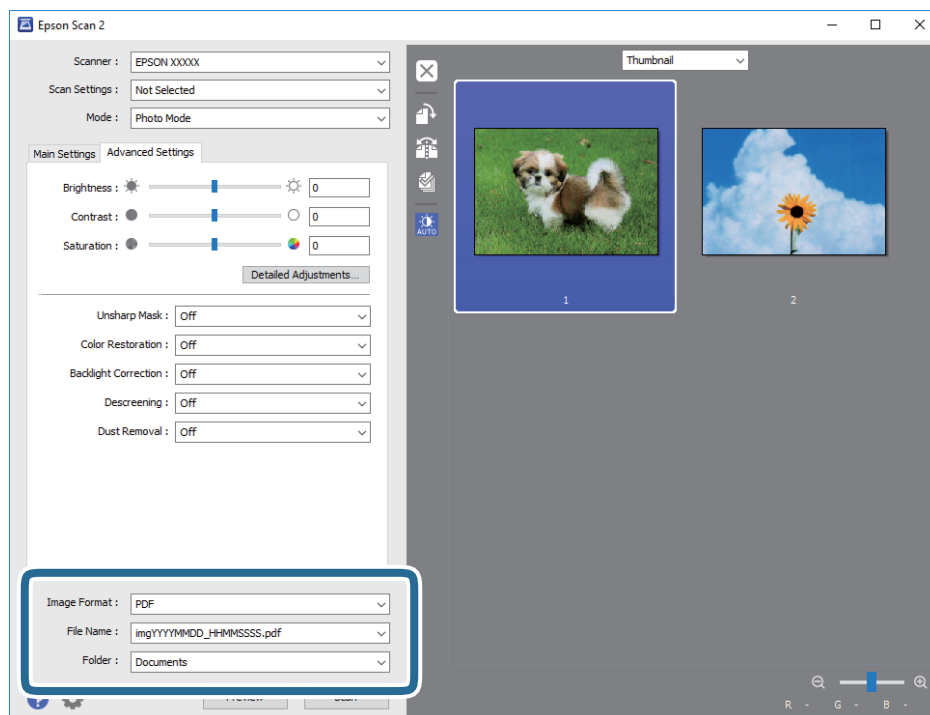 Epson Scan 2
Scanner : EPSON XXXXX
Scan Settings : Not Selected
Mode : Photo Mode
Main Settings Advanced Settings
Brightness : 0
Contrast : 0
Saturation : 0
Detailed Adjustments...
Unsharp Mask : Off
Color Restoration : Off
Backlight Correction : Off
Descreening : Off
Dust Removal : Off
Image Format : PDF
File Name : imgYYYYMMDD_HHMMSSSS.pdf
Folder : Documents
Preview Scan
Thumbnail
AUTO
1 2
R - G - B -